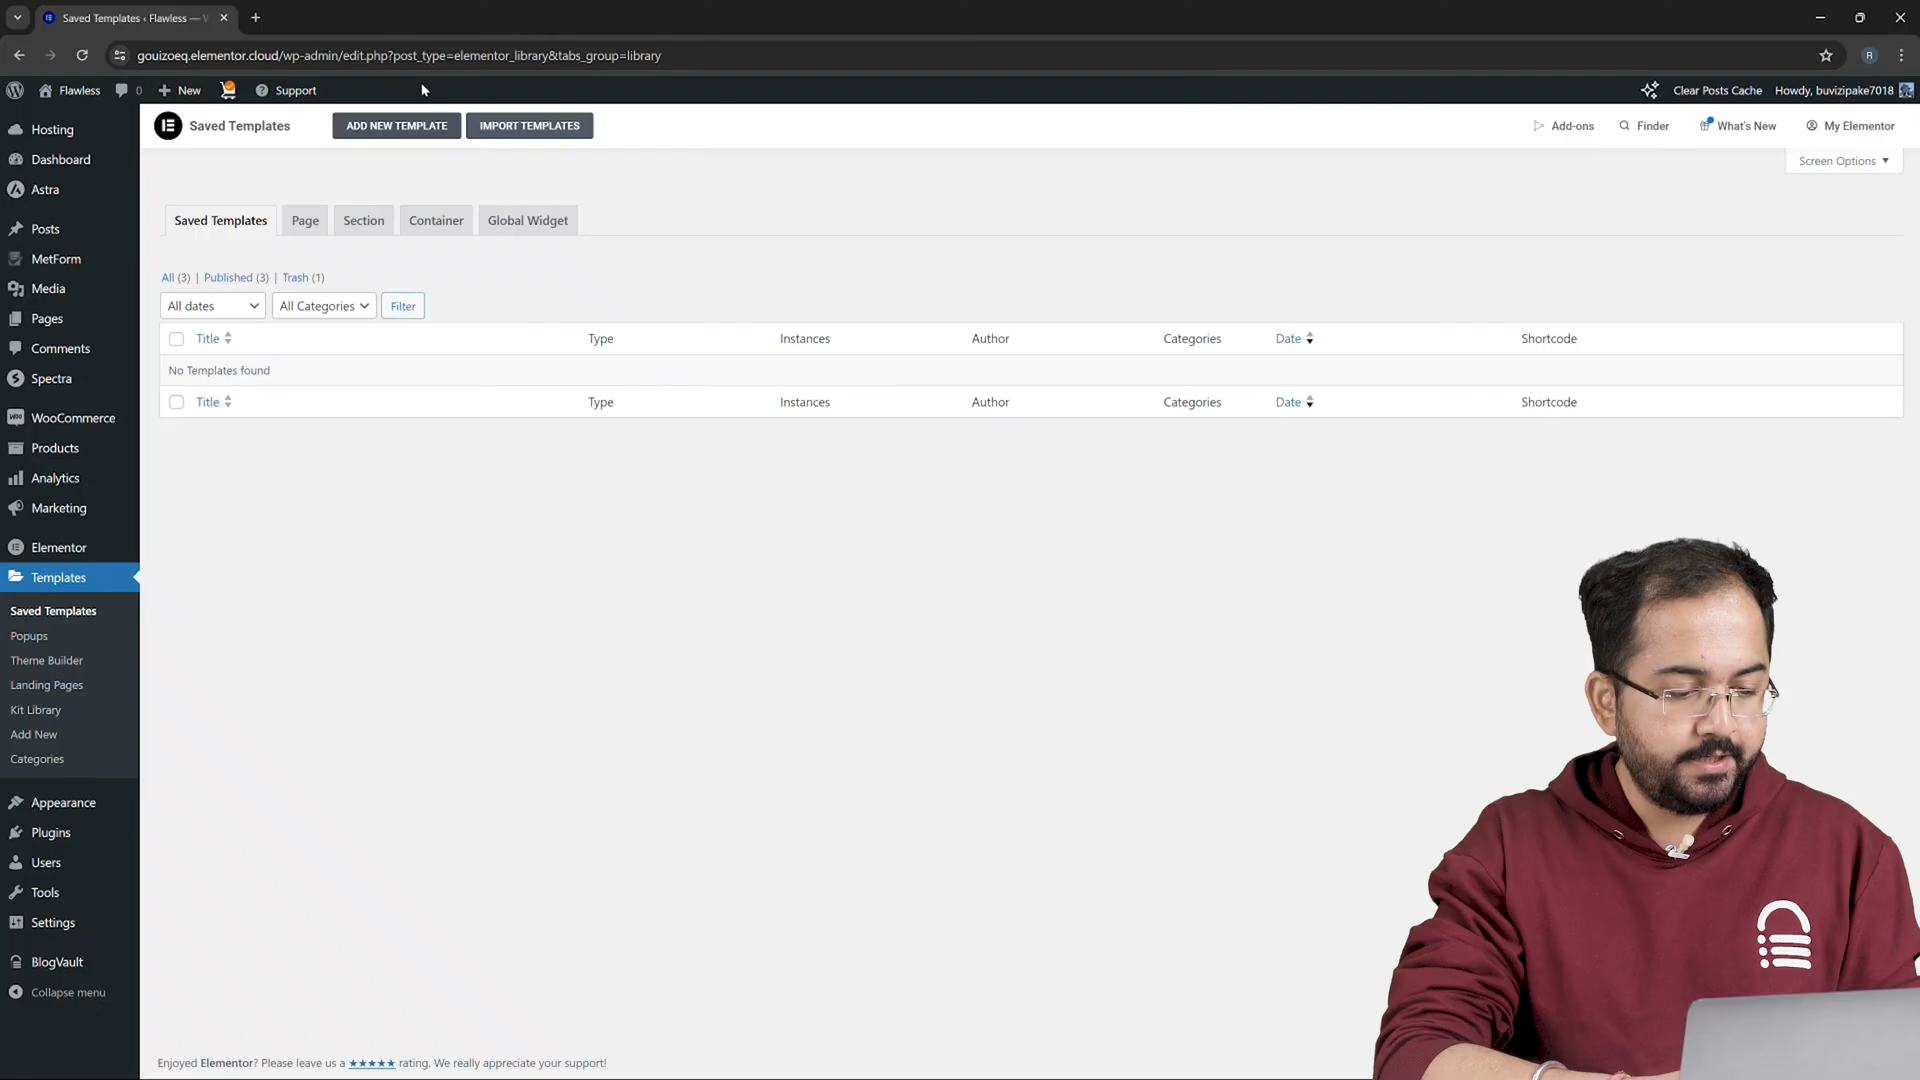 Saved Templates ‹ Flawless —
gouizoeq.elementor.cloud/wp-admin/edit.php?post_type=elementor_library&tabs_group=library
R
Flawless
0
New
Support
Clear Posts Cache
Howdy, buvizipake7018
Hosting
Dashboard
Astra
Posts
MetForm
Media
Pages
Comments
Spectra
WooCommerce
Products
Analytics
Marketing
Elementor
Templates
Saved Templates
Popups
Theme Builder
Landing Pages
Kit Library
Add New
Categories
Appearance
Plugins
Users
Tools
Settings
BlogVault
Collapse menu
Saved Templates
ADD NEW TEMPLATE
IMPORT TEMPLATES
Add-ons
Finder
What's New
My Elementor
Screen Options
Saved Templates
Page
Section
Container
Global Widget
All (3) | Published (3) | Trash (1)
All dates
All Categories
Filter
Title Type Instances Author Categories Date Shortcode
No Templates found
Title Type Instances Author Categories Date Shortcode
Enjoyed Elementor? Please leave us a ★★★★★ rating. We really appreciate your support!